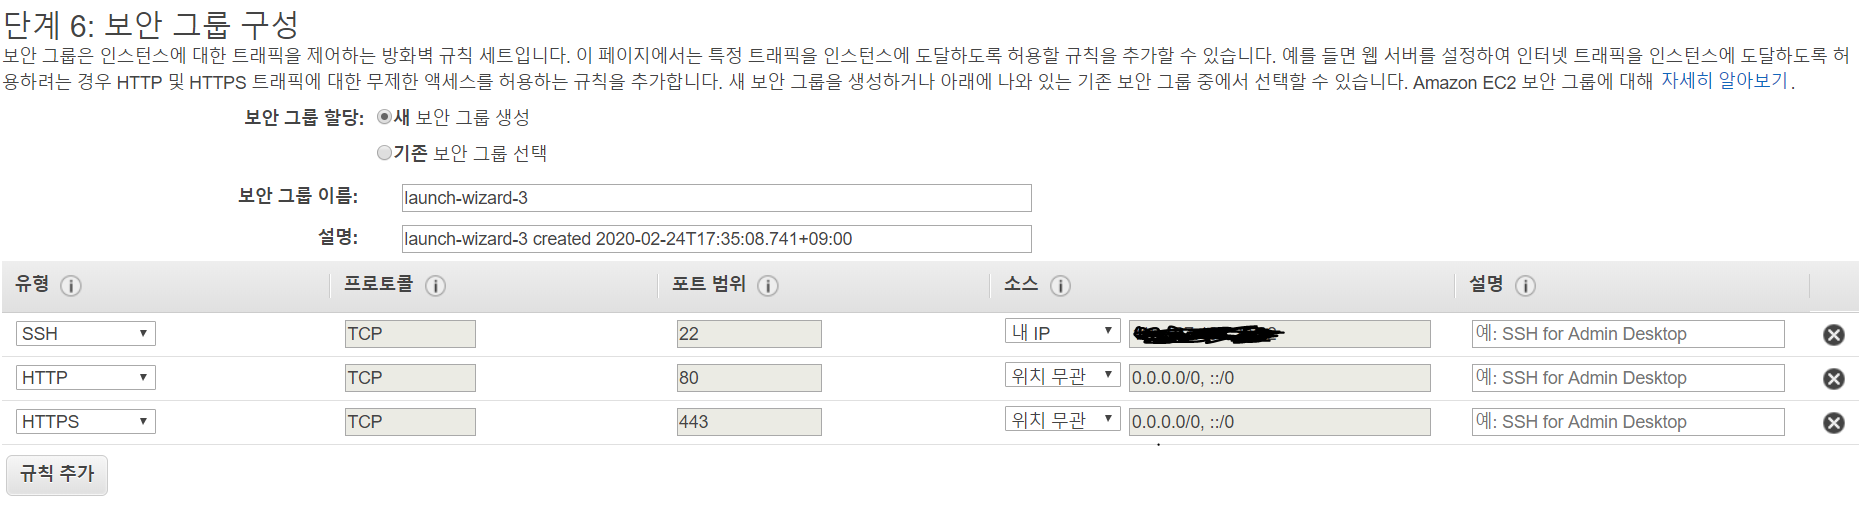 단계 6: 보안 그룹 구성
보안 그룹은 인스턴스에 대한 트래픽을 제어하는 방화벽 규칙 세트입니다. 이 페이지에서는 특정 트래픽을 인스턴스에 도달하도록 허용할 규칙을 추가할 수 있습니다. 예를 들면 웹 서버를 설정하여 인터넷 트래픽을 인스턴스에 도달하도록 허
용하려는 경우 HTTP 및 HTTPS 트래픽에 대한 무제한 액세스를 허용하는 규칙을 추가합니다. 새 보안 그룹을 생성하거나 아래에 나와 있는 기존 보안 그룹 중에서 선택할 수 있습니다. Amazon EC2 보안 그룹에 대해 자세히 알아보기.
보안 그룹 할당: 새 보안 그룹 생성
기존 보안 그룹 선택
보안 그룹 이름: launch-wizard-3
설명: launch-wizard-3 created 2020-02-24T17:35:08.741+09:00
유형 프로토콜 포트 범위 소스 설명
SSH TCP 22 내 IP 예: SSH for Admin Desktop
HTTP TCP 80 위치 무관 0.0.0.0/0, ::/0 예: SSH for Admin Desktop
HTTPS TCP 443 위치 무관 0.0.0.0/0, ::/0 예: SSH for Admin Desktop
규칙 추가